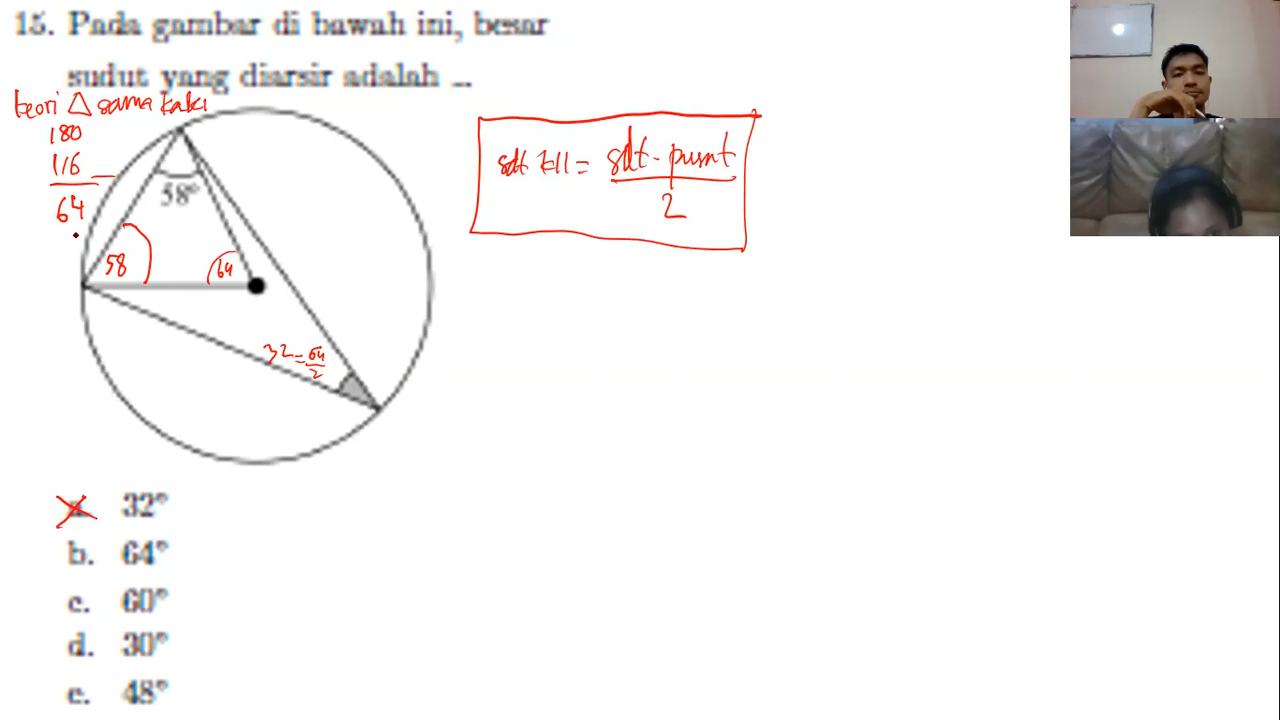 15. Pada gambar di bawah ini, besar
sudut yang diarsir adalah ...
teori △ sama kaki
180
116
64
58°
58
64
32 = 64/2
sdt kll = sdt. pusat
2
a. 32°
b. 64°
c. 60°
d. 30°
e. 48°